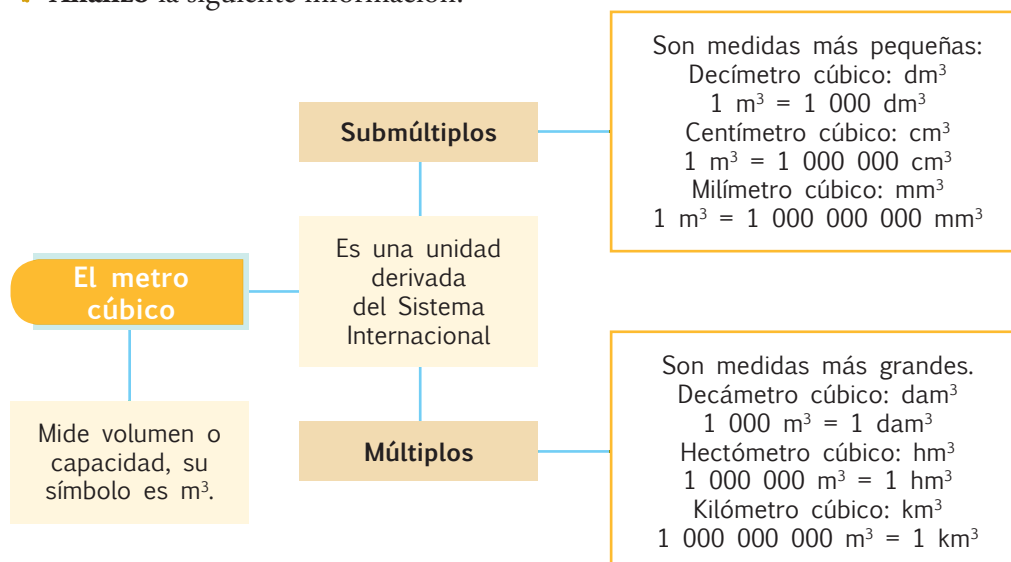 Analizo la siguiente información.
El metro
cúbico
Mide volumen o
capacidad, su
símbolo es m³.
Es una unidad
derivada
del Sistema
Internacional
Submúltiplos
Son medidas más pequeñas:
Decímetro cúbico: dm³
1 m³ = 1 000 dm³
Centímetro cúbico: cm³
1 m³ = 1 000 000 cm³
Milímetro cúbico: mm³
1 m³ = 1 000 000 000 mm³
Múltiplos
Son medidas más grandes.
Decámetro cúbico: dam³
1 000 m³ = 1 dam³
Hectómetro cúbico: hm³
1 000 000 m³ = 1 hm³
Kilómetro cúbico: km³
1 000 000 000 m³ = 1 km³